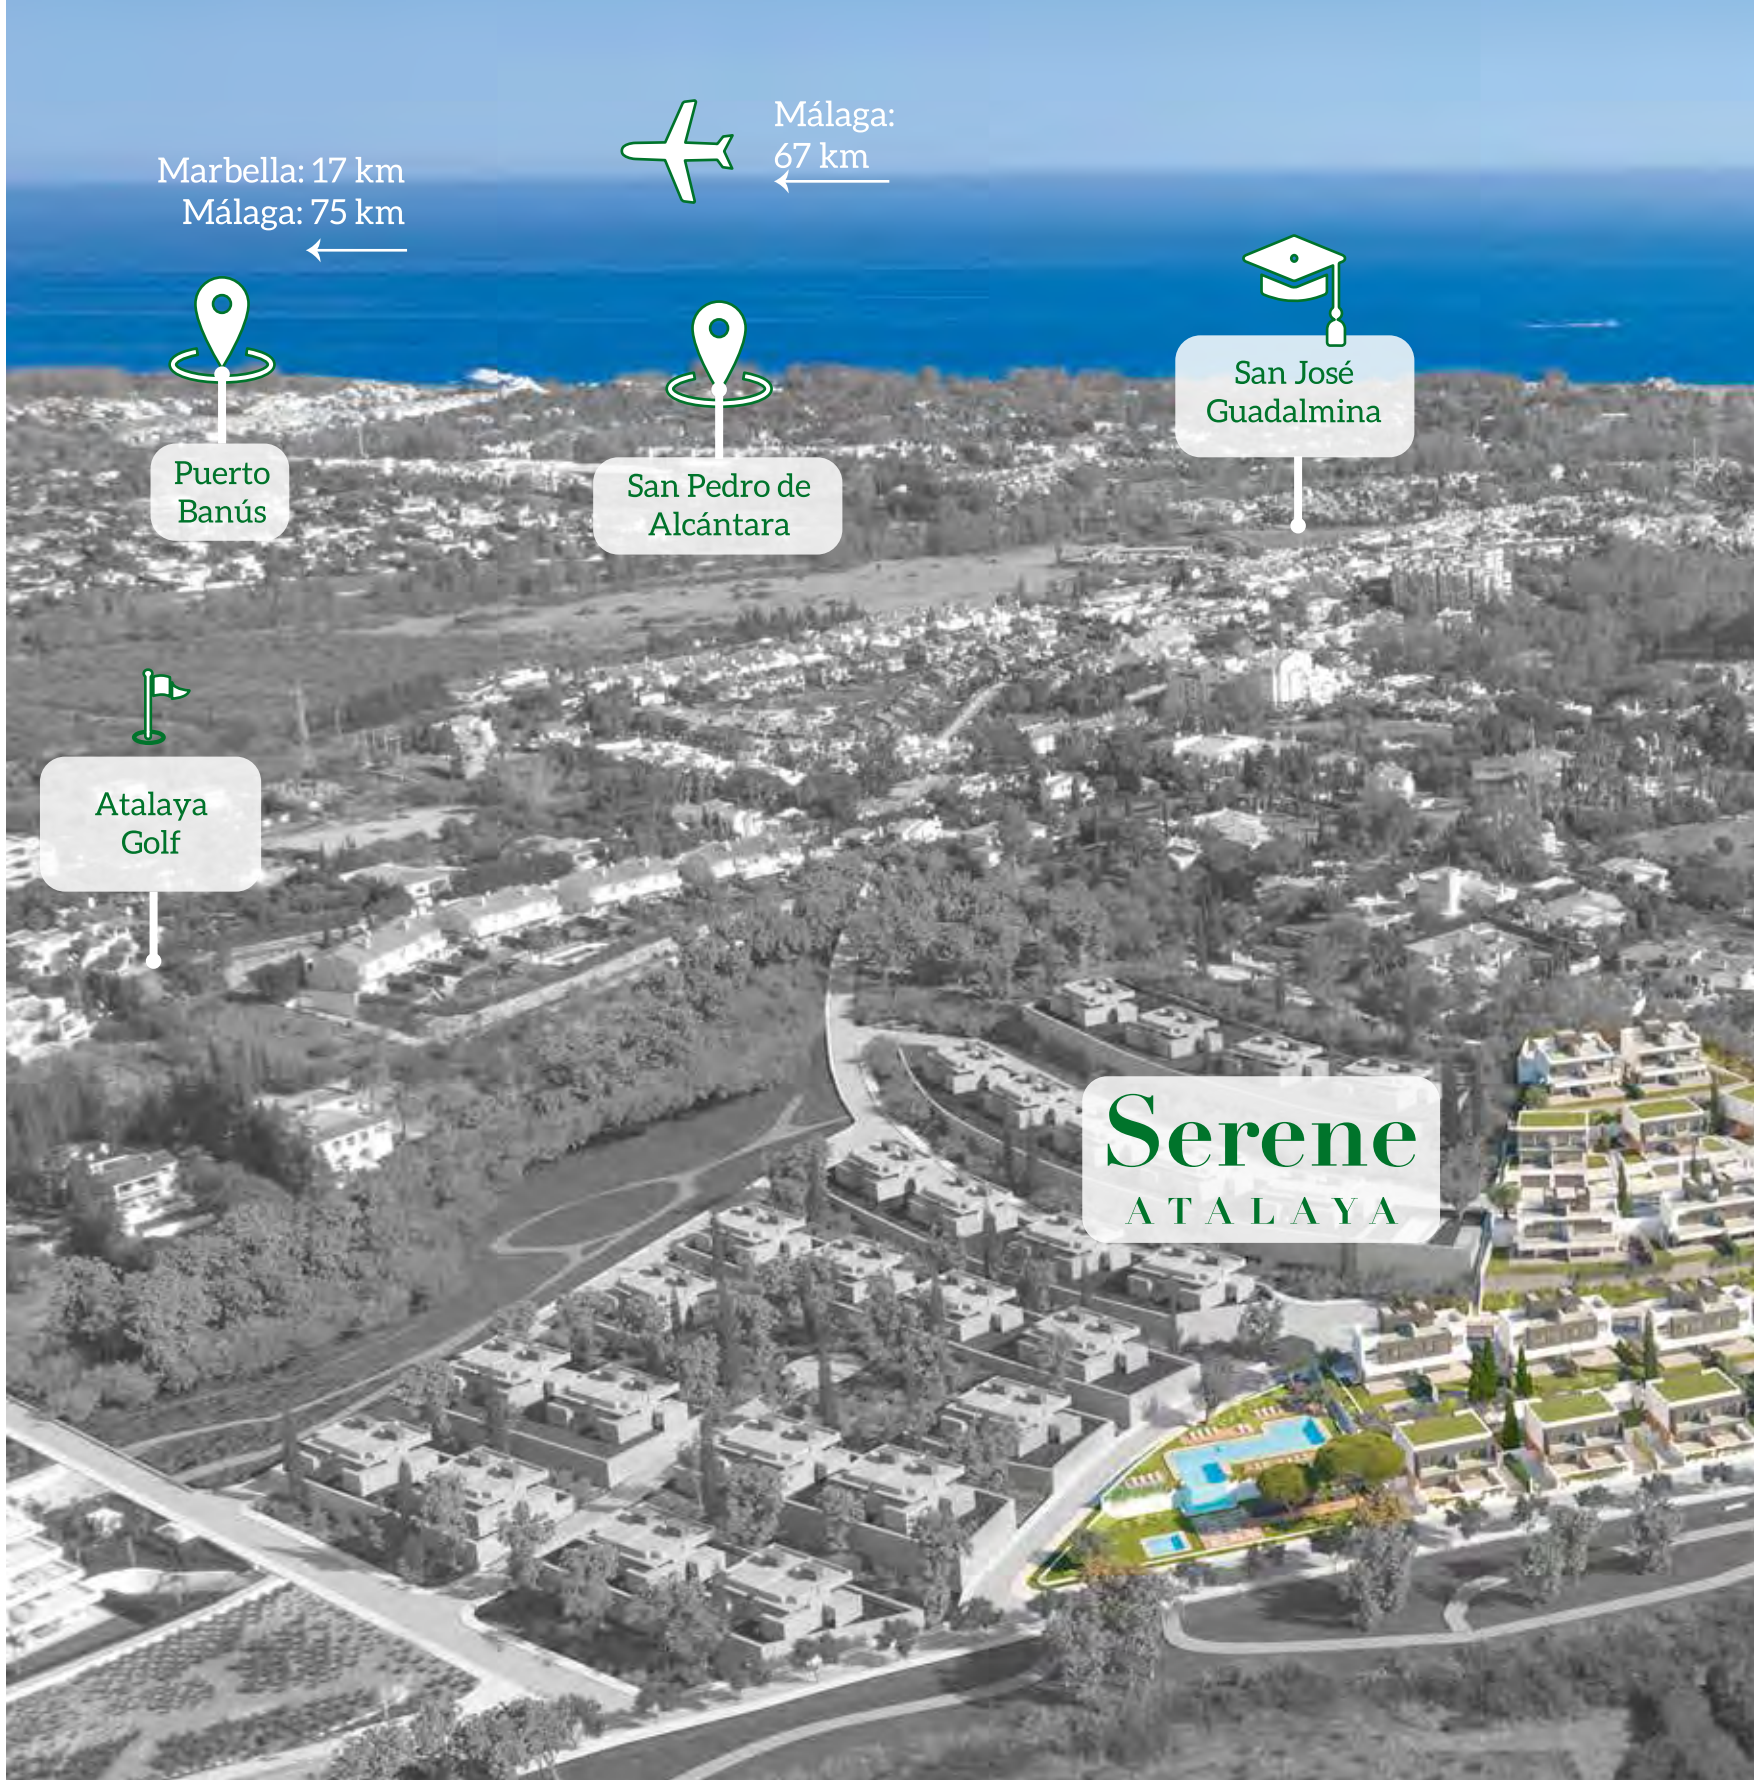 Málaga:
67 km
Marbella: 17 km
Málaga: 75 km
San José
Guadalmina
Puerto
Banús
San Pedro de
Alcántara
Atalaya
Golf
Serene
ATALAYA